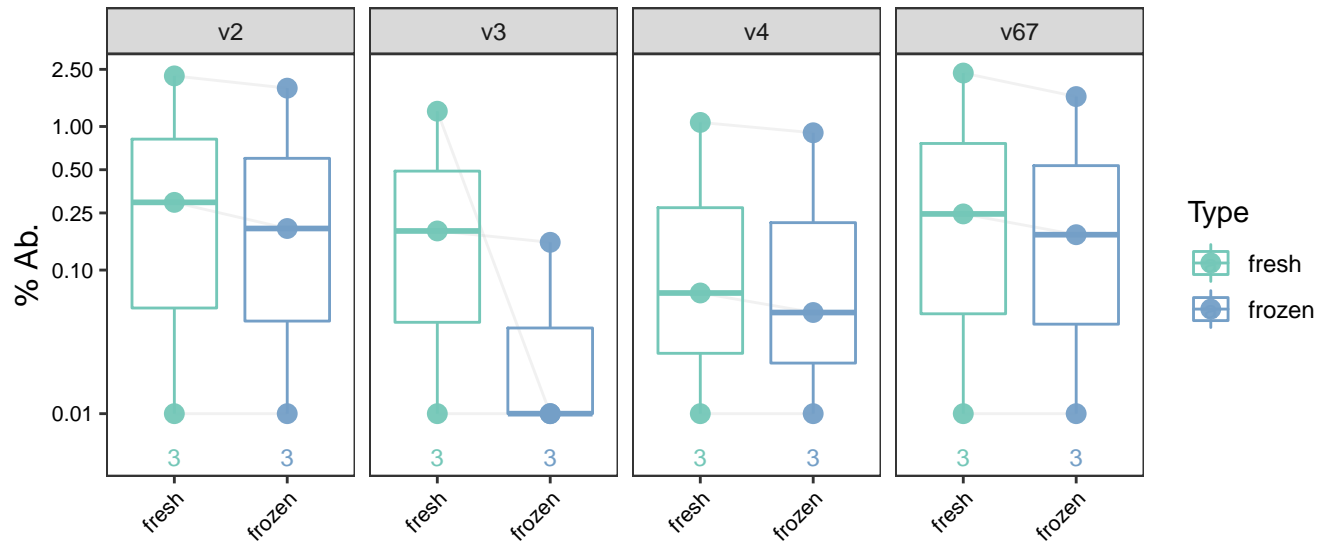 v2 v3 v4 v67
% Ab.
2.50
1.00
0.50
0.25
0.10
0.01
3 3 3 3 3 3 3 3
fresh frozen fresh frozen fresh frozen fresh frozen
Type
fresh
frozen